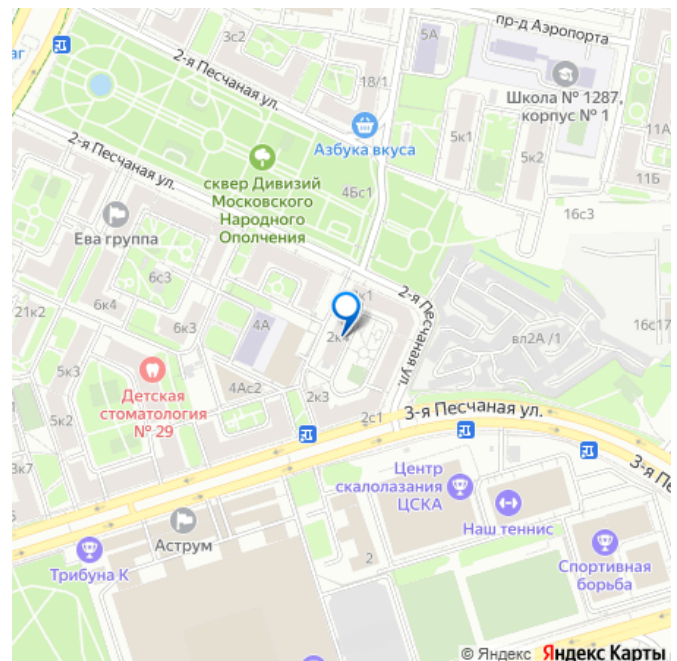 пр-д Аэропорта
3с2
5А
аг
2-я Песчаная ул.
18/1
Школа № 1287,
корпус № 1
5к1
11А
Азбука вкуса
2-я Песчаная ул.
5к2
сквер Дивизий
Московского
Народного
Ополчения
4Бс1
11Б
16с3
Ева группа
6с3
2-я Песчаная ул.
21к2
6к4
6к3
4А
2к4
вл2А /1
16с17
5к3
Детская
стоматология
№ 29
4Ас2
2к3
5к2
2с1
3-я Песчаная ул.
3к7
3-я Пе
Центр
скалолазания
ЦСКА
Наш теннис
Аструм
2
Трибуна К
Спортивная
борьба
© Яндекс Яндекс Карты